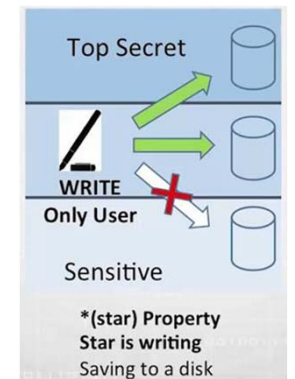 Top Secret
WRITE
Only User
Sensitive
*(star) Property
Star is writing
Saving to a disk